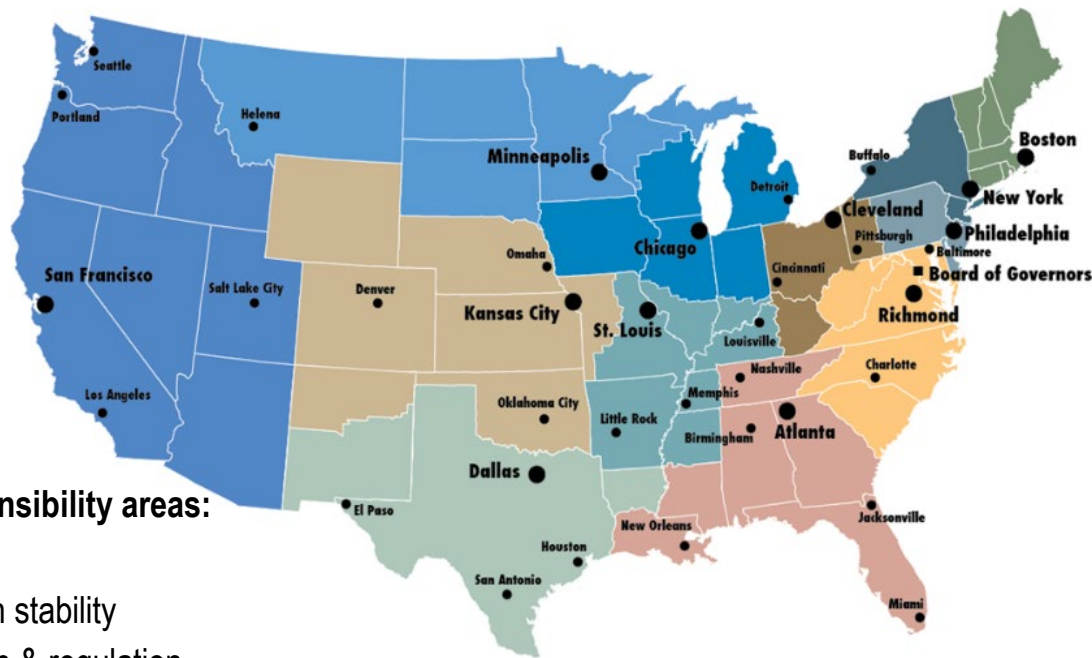 Seattle
Portland
Helena
Minneapolis
Boston
Buffalo
Detroit
New York
Cleveland
Philadelphia
Chicago
Pittsburgh
Baltimore
Omaha
Cincinnati
Board of Governors
San Francisco
Salt Lake City
Denver
Kansas City
St. Louis
Richmond
Louisville
Nashville
Charlotte
Los Angeles
Memphis
Oklahoma City
Little Rock
Birmingham
Atlanta
Dallas
El Paso
Jacksonville
New Orleans
Houston
San Antonio
Miami
areas:
stability
& regulation